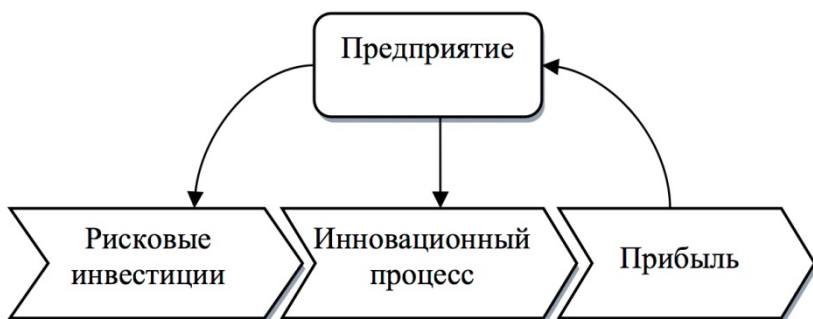 Предприятие
Рисковые
инвестиции
Инновационный
процесс
Прибыль